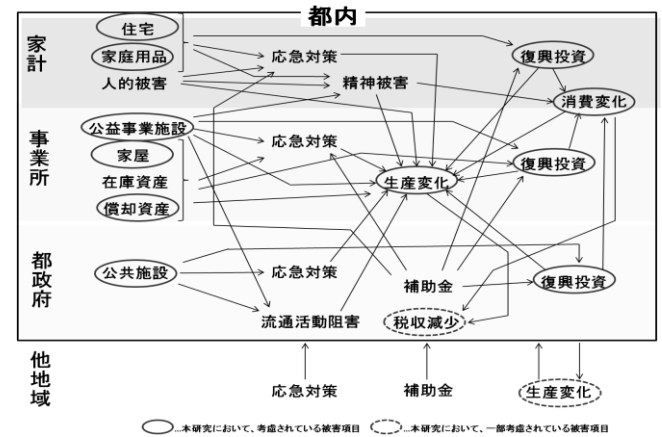 都内
家計
住宅
家庭用品
人的被害
応急対策
精神被害
復興投資
消費変化
事業所
公益事業施設
家屋
在庫資産
償却資産
応急対策
生産変化
復興投資
都政府
公共施設
応急対策
流通活動阻害
補助金
税収減少
復興投資
他地域
応急対策
補助金
生産変化
…本研究において、考慮されている被害項目
…本研究において、一部考慮されている被害項目